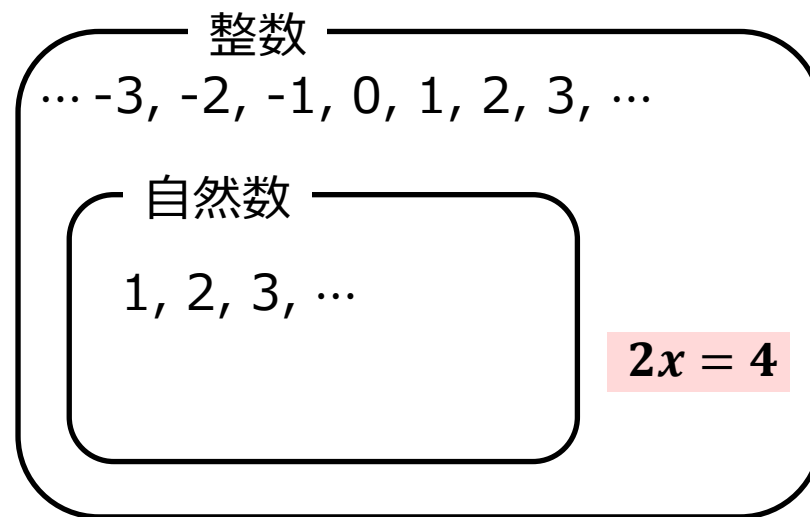 整数
… -3, -2, -1, 0, 1, 2, 3, …
自然数
1, 2, 3, …
2x = 4